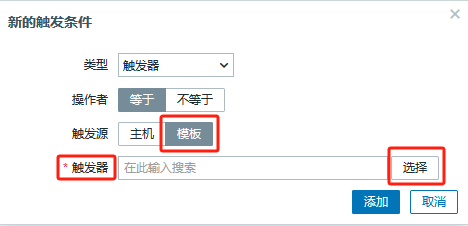 新的触发条件
类型 触发器
操作者 等于 不等于
触发源 主机 模板
* 触发器 在此输入搜索 选择
添加 取消